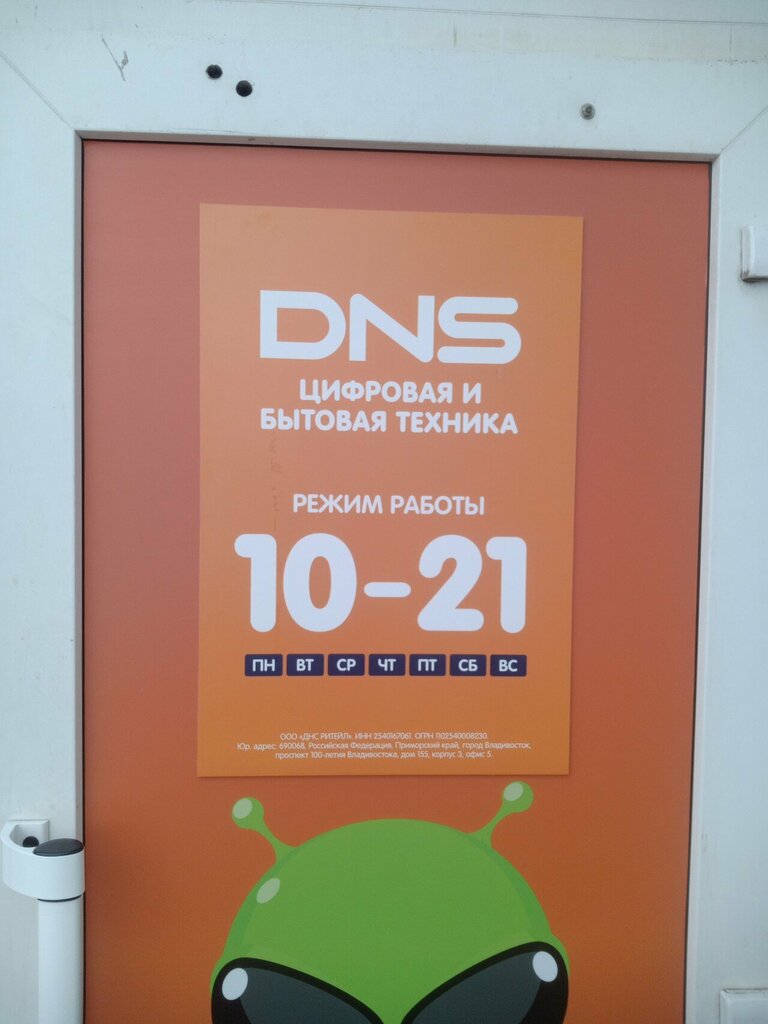 DNS
ЦИФРОВАЯ И
БЫТОВАЯ ТЕХНИКА
РЕЖИМ РАБОТЫ
10-21
ПН ВТ СР ЧТ ПТ СБ ВС
ООО «ДНС РИТЕЙЛ». ИНН 2540167061. ОГРН 1102540008230.
Юр. адрес: 690068, Российская Федерация, Приморский край, город Владивосток,
проспект 100-летия Владивостока, дом 155, корпус 3, офис 5.